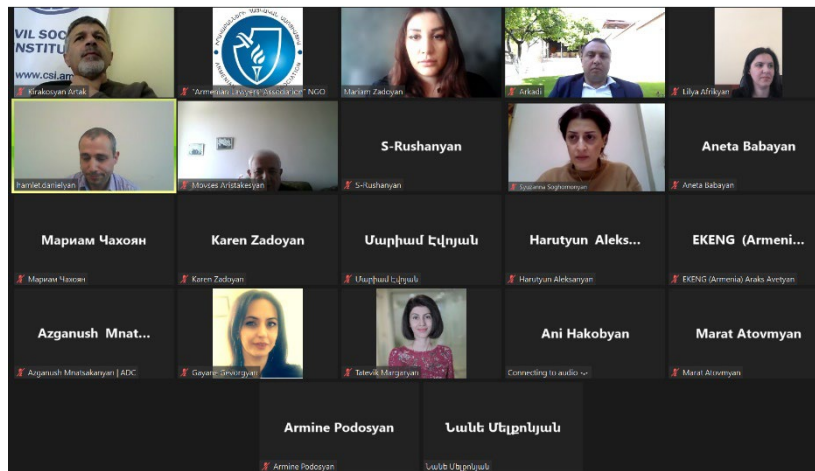 VIL SOC
NSTITU
www.csi.am
Kirakosyan Artak
"Armenian Lawyers' Association" NGO
Mariam Zadoyan
Arkadi
Lilya Afrikyan
hamlet.danielyan
Movses Aristakesyan
S-Rushanyan
S-Rushanyan
Syuzanna Soghomonyan
Aneta Babayan
Aneta Babayan
Мариам Чахоян
Мариам Чахоян
Karen Zadoyan
Karen Zadoyan
Մարիամ Էվոյան
Մարիամ Էվոյան
Harutyun Aleks...
Harutyun Aleksanyan
EKENG (Armeni...
EKENG (Armenia) Araks Avetyan
Azganush Mnat...
Azganush Mnatsakanyan | ADC
Gayane Gevorgyan
Tatevik Margaryan
Ani Hakobyan
Connecting to audio
Marat Atovmyan
Marat Atovmyan
Armine Podosyan
Armine Podosyan
Նանե Մելքոնյան
Նանե Մելքոնյան